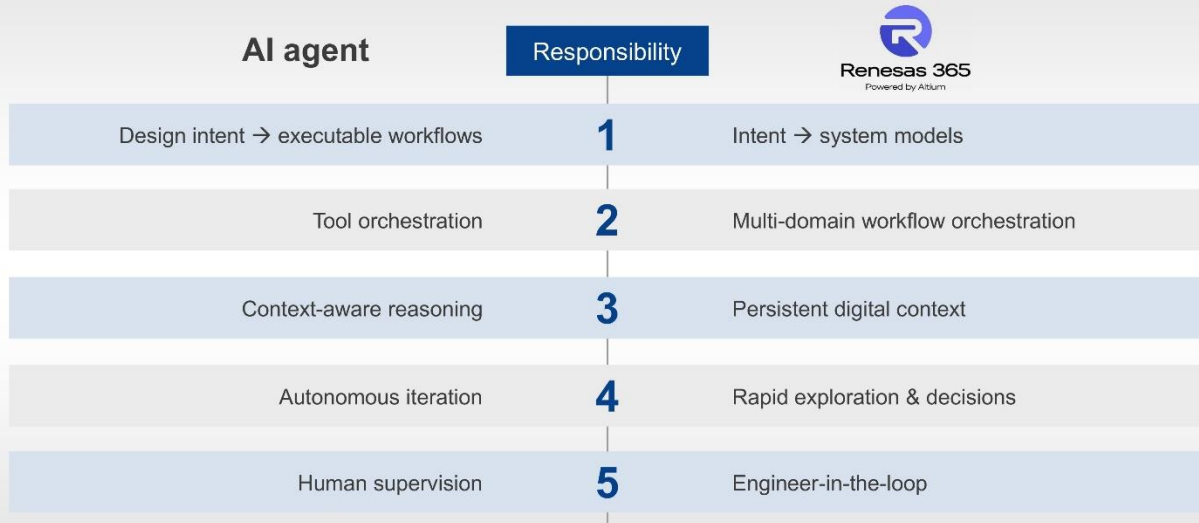 AI agent
Responsibility
Renesas 365
Powered by Altium
Design intent → executable workflows
1
Intent → system models
Tool orchestration
2
Multi-domain workflow orchestration
Context-aware reasoning
3
Persistent digital context
Autonomous iteration
4
Rapid exploration & decisions
Human supervision
5
Engineer-in-the-loop